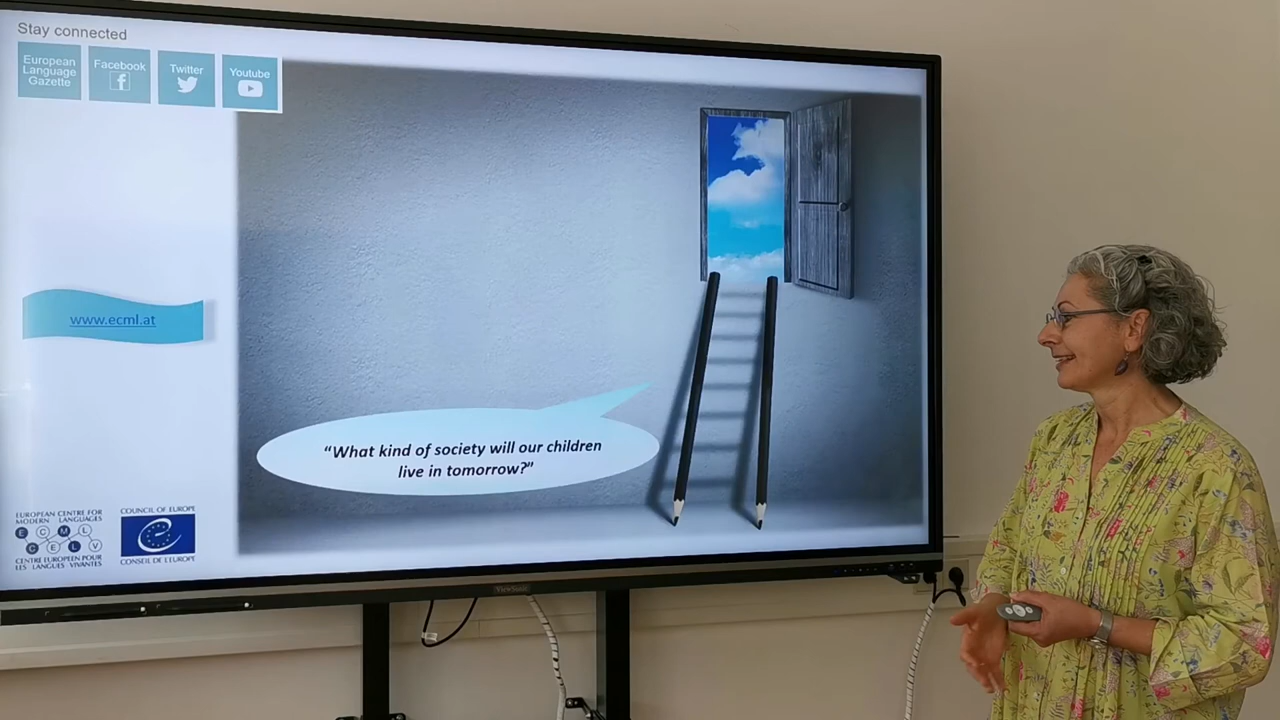 Stay connected
European
Language
Gazette
Facebook
Twitter
Youtube
www.ecml.at
“What kind of society will our children
live in tomorrow?”
EUROPEAN CENTRE FOR
MODERN LANGUAGES
E C M L
C E L V
CENTRE EUROPEEN POUR
LES LANGUES VIVANTES
COUNCIL OF EUROPE
CONSEIL DE L'EUROPE
ViewSonic